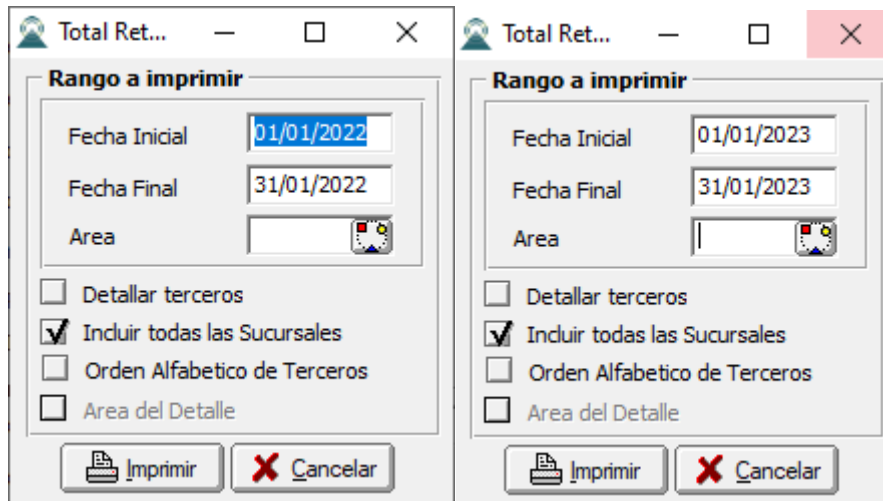 Total Ret...
Rango a imprimir
Fecha Inicial 01/01/2022
Fecha Final 31/01/2022
Area
Detallar terceros
Incluir todas las Sucursales
Orden Alfabetico de Terceros
Area del Detalle
Imprimir Cancelar
Total Ret...
Rango a imprimir
Fecha Inicial 01/01/2023
Fecha Final 31/01/2023
Area
Detallar terceros
Incluir todas las Sucursales
Orden Alfabetico de Terceros
Area del Detalle
Imprimir Cancelar